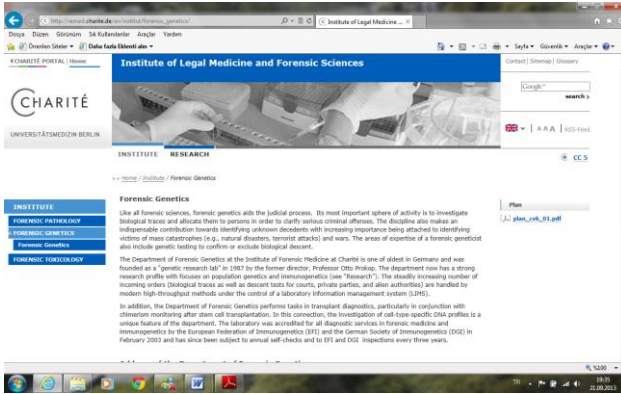 http://remed.charite.de/en/institut/forensic_genetics/
Institute of Legal Medicine ...
Dosya Düzen Görünüm Sık Kullanılanlar Araçlar Yardım
Önerilen Siteler Daha fazla Eklenti alın
Sayfa Güvenlik Araçlar
CHARITÉ PORTAL | Home
Institute of Legal Medicine and Forensic Sciences
Contact | Sitemap | Glossary
CHARITÉ
UNIVERSITÄTSMEDIZIN BERLIN
Google
search >
A A A | RSS-Feed
INSTITUTE RESEARCH
CC 5
>> Home / Institute / Forensic Genetics
INSTITUTE
FORENSIC PATHOLOGY
FORENSIC GENETICS
Forensic Genetics
FORENSIC TOXICOLOGY
Forensic Genetics
Like all forensic sciences, forensic genetics aids the judicial process. Its most important sphere of activity is to investigate
biological traces and allocate them to persons in order to clarify serious criminal offenses. The discipline also makes an
indispensable contribution towards identifying unknown decedents with increasing importance being attached to identifying
victims of mass catastrophes (e.g., natural disasters, terrorist attacks) and wars. The areas of expertise of a forensic geneticist
also include genetic testing to confirm or exclude biological descent.
The Department of Forensic Genetics at the Institute of Forensic Medicine at Charité is one of oldest in Germany and was
founded as a "genetic research lab" in 1987 by the former director, Professor Otto Prokop. The department now has a strong
research profile with focuses on population genetics and immunogenetics (see "Research"). The steadily increasing number of
incoming orders (biological traces as well as descent tests for courts, private parties, and alien authorities) are handled by
modern high-throughput methods under the control of a laboratory information management system (LIMS).
In addition, the Department of Forensic Genetics performs tasks in transplant diagnostics, particularly in conjunction with
chimerism monitoring after stem cell transplantation. In this connection, the investigation of cell-type-specific DNA profiles is a
unique feature of the department. The laboratory was accredited for all diagnostic services in forensic medicine and
immunogenetics by the European Federation of Immunogenetics (EFI) and the German Society of Immunogenetics (DGI) in
February 2003 and has since been subject to annual self-checks and to EFI and DGI inspections every three years.
Plan
plan_cvk_01.pdf
%100
TR
19:35
21.09.2013